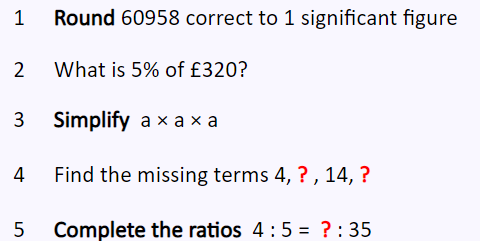 1 Round 60958 correct to 1 significant figure
2 What is 5% of £320?
3 Simplify a × a × a
4 Find the missing terms 4, ? , 14, ?
5 Complete the ratios 4 : 5 = ? : 35